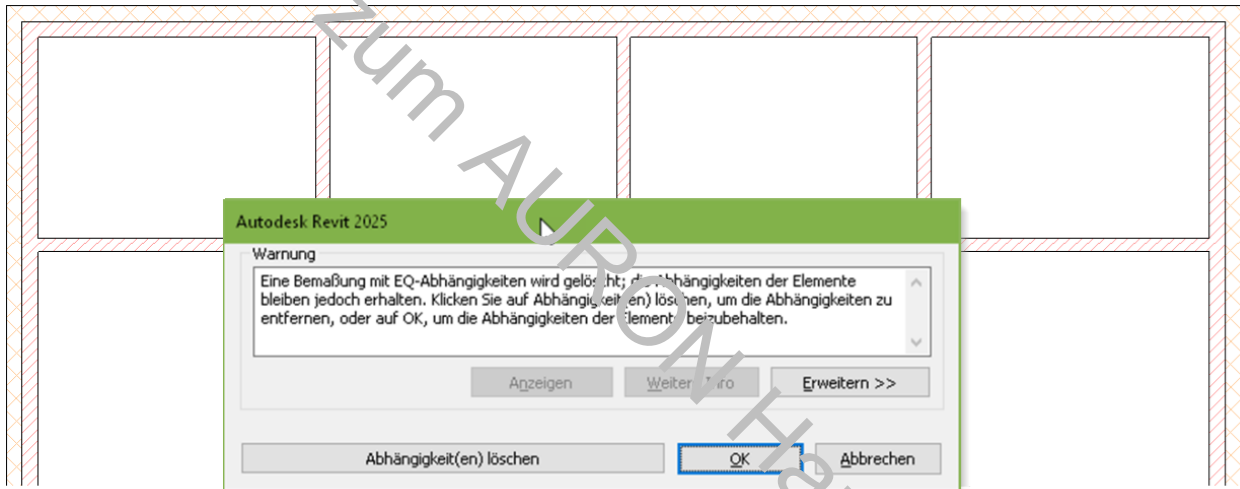 zum AURON Ha
Autodesk Revit 2025
Warnung
Eine Bemaßung mit EQ-Abhängigkeiten wird gelöscht; die Abhängigkeiten der Elemente
bleiben jedoch erhalten. Klicken Sie auf Abhängigkeit(en) löschen, um die Abhängigkeiten zu
entfernen, oder auf OK, um die Abhängigkeiten der Elemente beizubehalten.
Anzeigen Weitere Info Erweitern >>
Abhängigkeit(en) löschen OK Abbrechen